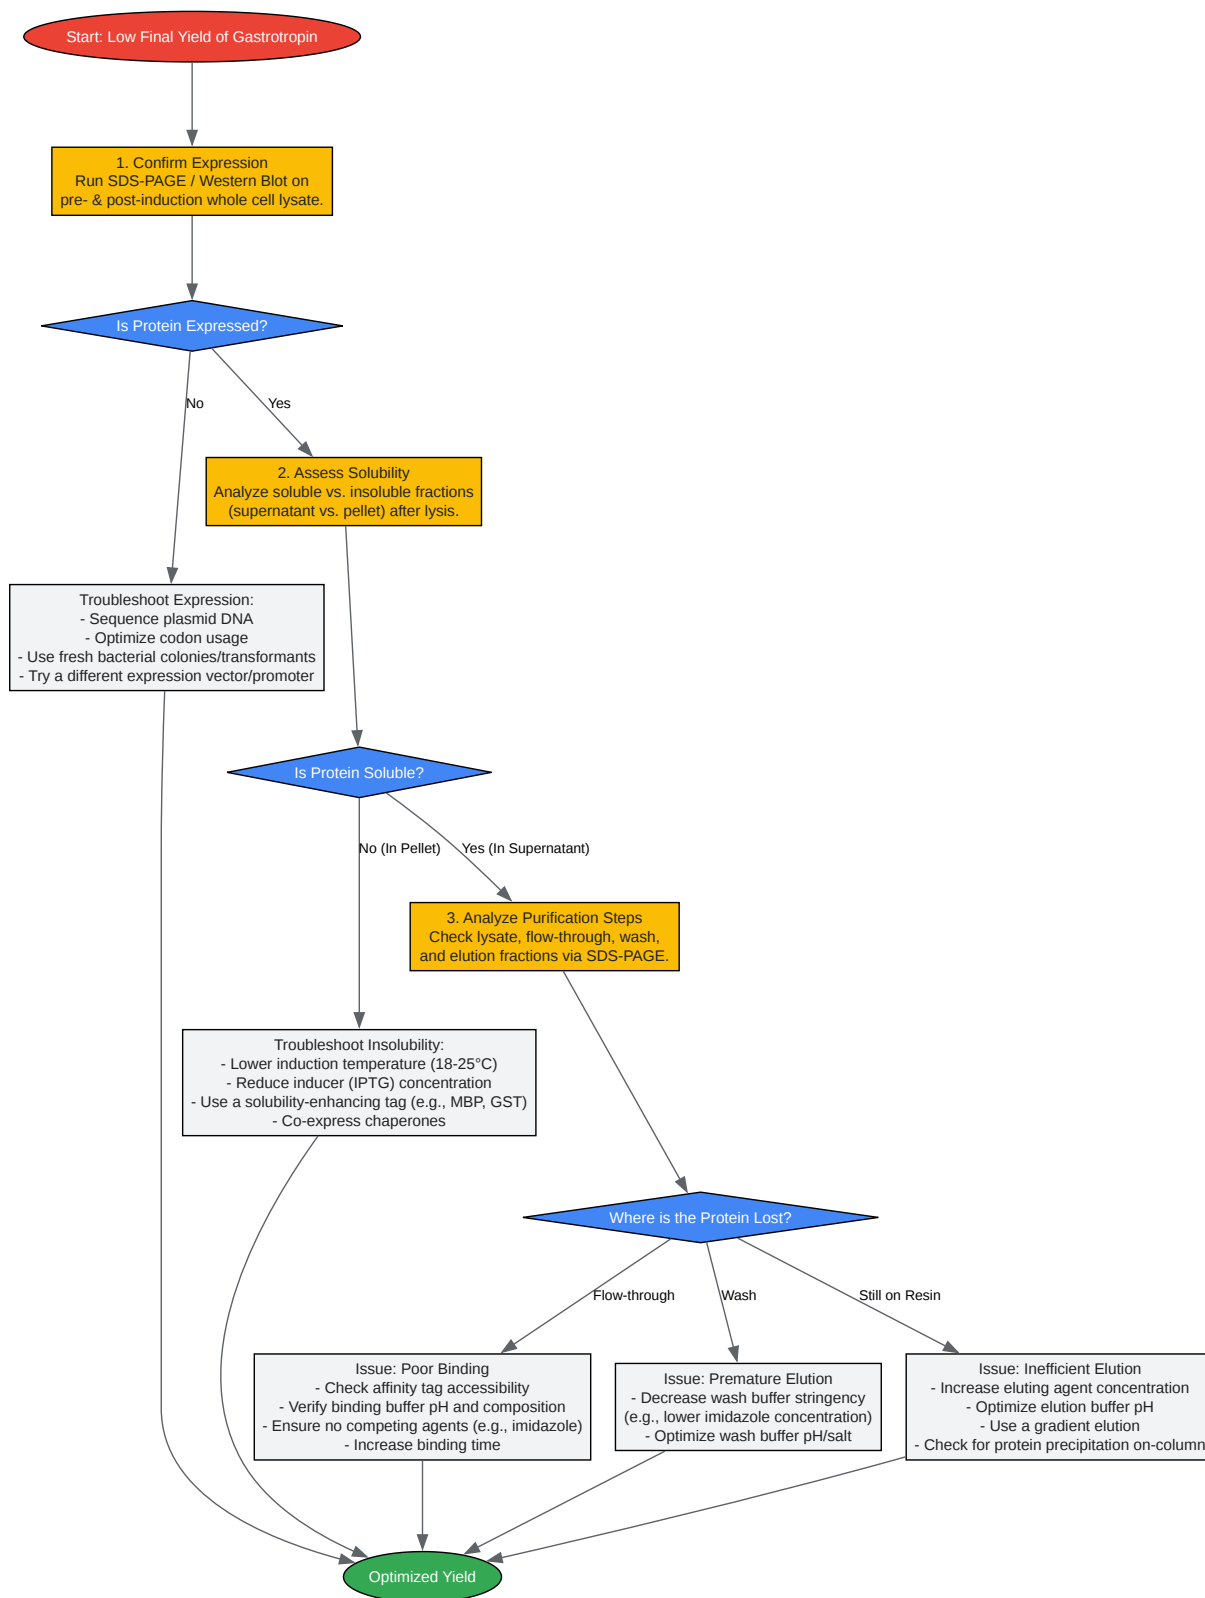 Start: Low Final Yield of Gastrotropin
1. Confirm Expression
Run SDS-PAGE / Western Blot on
pre- & post-induction whole cell lysate.
Is Protein Expressed?
No
Yes
2. Assess Solubility
Analyze soluble vs. insoluble fractions
(supernatant vs. pellet) after lysis.
Troubleshoot Expression:
- Sequence plasmid DNA
- Optimize codon usage
- Use fresh bacterial colonies/transformants
- Try a different expression vector/promoter
Is Protein Soluble?
No (In Pellet)
Yes (In Supernatant)
3. Analyze Purification Steps
Check lysate, flow-through, wash,
and elution fractions via SDS-PAGE.
Troubleshoot Insolubility:
- Lower induction temperature (18-25°C)
- Reduce inducer (IPTG) concentration
- Use a solubility-enhancing tag (e.g., MBP, GST)
- Co-express chaperones
Where is the Protein Lost?
Flow-through
Wash
Still on Resin
Issue: Poor Binding
- Check affinity tag accessibility
- Verify binding buffer pH and composition
- Ensure no competing agents (e.g., imidazole)
- Increase binding time
Issue: Premature Elution
- Decrease wash buffer stringency
(e.g., lower imidazole concentration)
- Optimize wash buffer pH/salt
Issue: Inefficient Elution
- Increase eluting agent concentration
- Optimize elution buffer pH
- Use a gradient elution
- Check for protein precipitation on-column
Optimized Yield